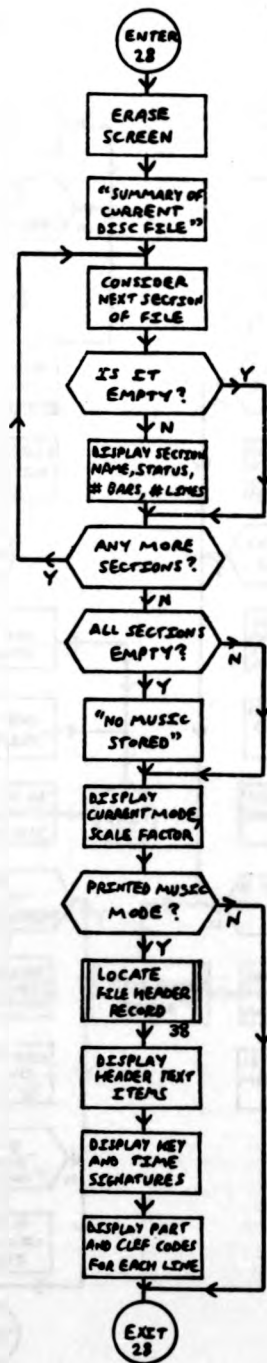 ENTER
28
ERASE
SCREEN
"SUMMARY OF
CURRENT
DISC FILE"
CONSIDER
NEXT SECTION
OF FILE
IS IT
EMPTY?
Y
N
DISPLAY SECTION
NAME, STATUS,
# BARS, # LINES
ANY MORE
SECTIONS?
Y
N
ALL SECTIONS
EMPTY?
N
Y
"NO MUSIC
STORED"
DISPLAY
CURRENT MODE,
SCALE FACTOR
PRINTED MUSIC
MODE?
N
Y
LOCATE
FILE HEADER
RECORD
38
DISPLAY
HEADER TEXT
ITEMS
DISPLAY KEY
AND TIME
SIGNATURES
DISPLAY PART
AND CLEF CODES
FOR EACH LINE
EXIT
28